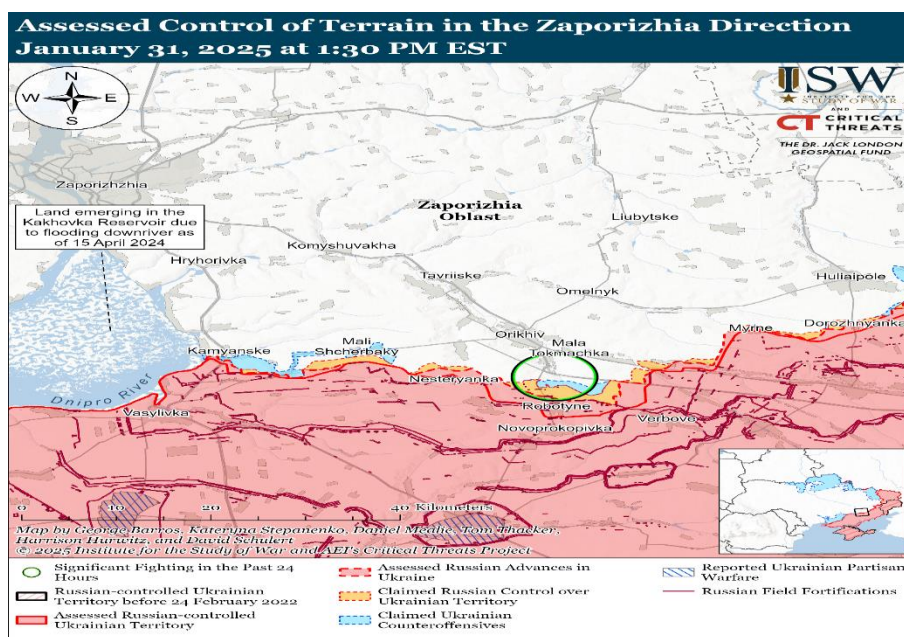 Assessed Control of Terrain in the Zaporizhia Direction
January 31, 2025 at 1:30 PM EST
N
W E
S
ISW
INSTITUTE FOR THE
STUDY OF WAR
AND
CT CRITICAL
THREATS
THE DR. JACK LONDON
GEOSPATIAL FUND
Zaporizhzhia
Land emerging in the
Kakhovka Reservoir due
to flooding downriver as
of 15 April 2024
Zaporizhia
Oblast
Liubytske
Komyshuvakha
Hryhorivka
Tavriiske
Huliaipole
Omelnyk
Orikhiv
Mala
Tokmachka
Myrne
Dorozhnyanka
Mali
Shcherbaky
Kamyanske
Nesteryanka
Dnipro River
Vasylivka
Robotyne
Verbove
Novoprokopivka
0 10 20 40 Kilometers
Map by George Barros, Kateryna Stepanenko, Daniel Mealie, Tom Thacker,
Harrison Hurwitz, and David Schulert
© 2025 Institute for the Study of War and AEI's Critical Threats Project
Significant Fighting in the Past 24
Hours
Russian-controlled Ukrainian
Territory before 24 February 2022
Assessed Russian-controlled
Ukrainian Territory
Assessed Russian Advances in
Ukraine
Claimed Russian Control over
Ukrainian Territory
Claimed Ukrainian
Counteroffensives
Reported Ukrainian Partisan
Warfare
Russian Field Fortifications